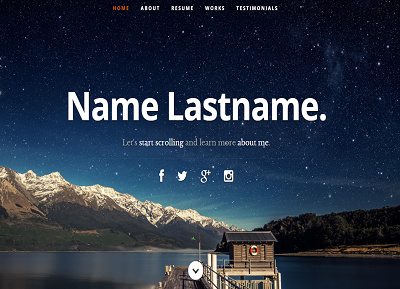 HOME ABOUT RESUME WORKS TESTIMONIALS
Name Lastname.
Let's start scrolling and learn more about me.